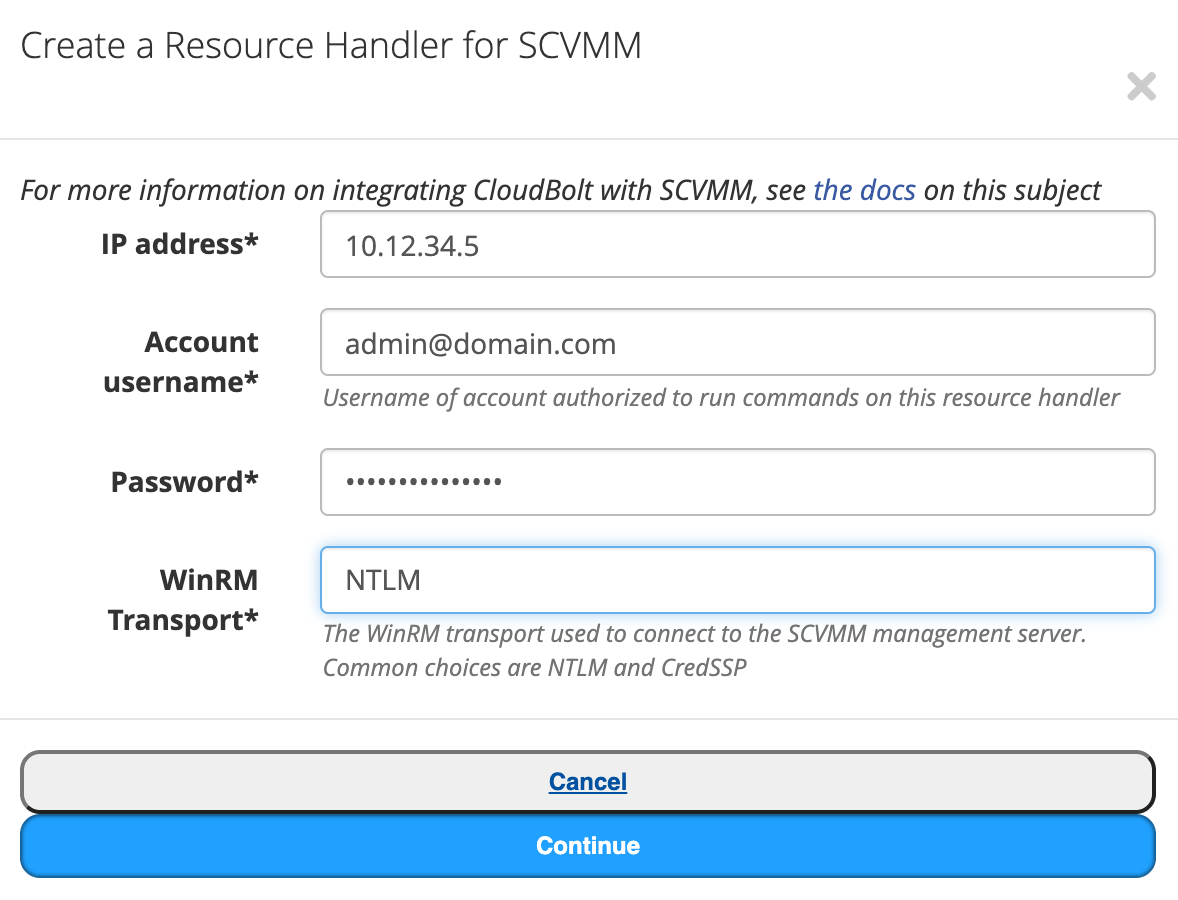 Create a Resource Handler for SCVMM
For more information on integrating CloudBolt with SCVMM, see the docs on this subject
IP address*
10.12.34.5
Account
username*
admin@domain.com
Username of account authorized to run commands on this resource handler
Password*
•••••••••••••••
WinRM
Transport*
NTLM
The WinRM transport used to connect to the SCVMM management server.
Common choices are NTLM and CredSSP
Cancel
Continue